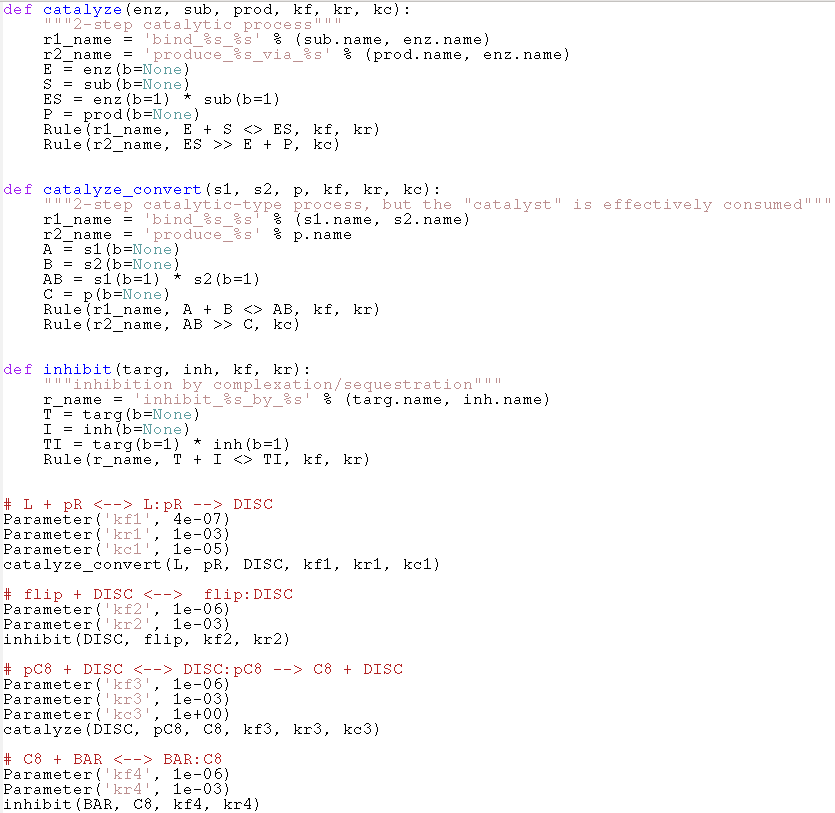 def catalyze(enz, sub, prod, kf, kr, kc):
    """2-step catalytic process"""
    r1_name = 'bind_%s_%s' % (sub.name, enz.name)
    r2_name = 'produce_%s_via_%s' % (prod.name, enz.name)
    E = enz(b=None)
    S = sub(b=None)
    ES = enz(b=1) * sub(b=1)
    P = prod(b=None)
    Rule(r1_name, E + S <> ES, kf, kr)
    Rule(r2_name, ES >> E + P, kc)

def catalyze_convert(s1, s2, p, kf, kr, kc):
    """2-step catalytic-type process, but the "catalyst" is effectively consumed"""
    r1_name = 'bind_%s_%s' % (s1.name, s2.name)
    r2_name = 'produce_%s' % p.name
    A = s1(b=None)
    B = s2(b=None)
    AB = s1(b=1) * s2(b=1)
    C = p(b=None)
    Rule(r1_name, A + B <> AB, kf, kr)
    Rule(r2_name, AB >> C, kc)

def inhibit(targ, inh, kf, kr):
    """inhibition by complexation/sequestration"""
    r_name = 'inhibit_%s_by_%s' % (targ.name, inh.name)
    T = targ(b=None)
    I = inh(b=None)
    TI = targ(b=1) * inh(b=1)
    Rule(r_name, T + I <> TI, kf, kr)

# L + pR <--> L:pR --> DISC
Parameter('kf1', 4e-07)
Parameter('kr1', 1e-03)
Parameter('kc1', 1e-05)
catalyze_convert(L, pR, DISC, kf1, kr1, kc1)

# flip + DISC <-->  flip:DISC
Parameter('kf2', 1e-06)
Parameter('kr2', 1e-03)
inhibit(DISC, flip, kf2, kr2)

# pC8 + DISC <--> DISC:pC8 --> C8 + DISC
Parameter('kf3', 1e-06)
Parameter('kr3', 1e-03)
Parameter('kc3', 1e+00)
catalyze(DISC, pC8, C8, kf3, kr3, kc3)

# C8 + BAR <--> BAR:C8
Parameter('kf4', 1e-06)
Parameter('kr4', 1e-03)
inhibit(BAR, C8, kf4, kr4)